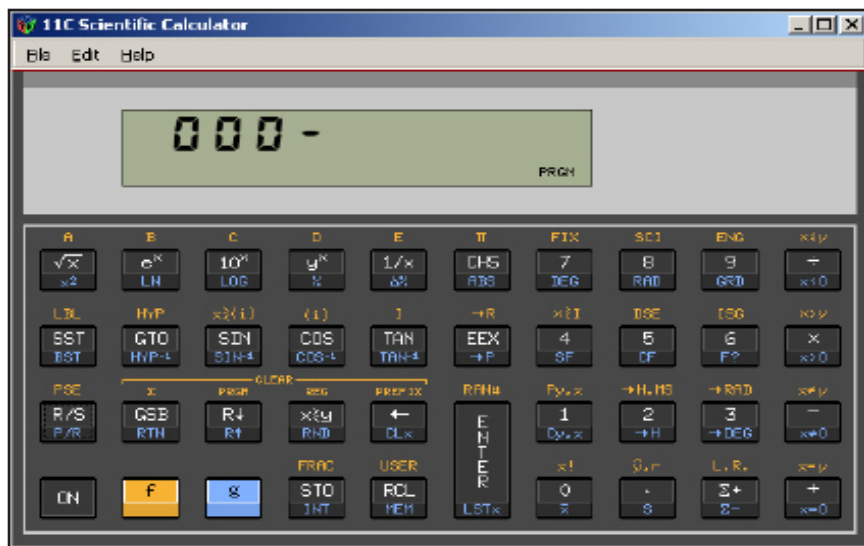 11C Scientific Calculator
File Edit Help
000-
PRGM
A B C D E π FIX SCI ENG x≤y
√x e^x 10^x y^x 1/x CHS 7 8 9 ÷
x² LN LOG % Δ% ABS DEG RAD GRD x<0
LBL HYP x≷(i) (i) I →R x≷I DSE ISG x>y
SST GTO SIN COS TAN EEX 4 5 6 ×
BST HYP-¹ SIN-¹ COS-¹ TAN-¹ →P SF CF F? x>0
CLEAR
PSE Σ PRGM REG PREFIX RAN# Py,x →H.MS →RAD x≠y
R/S GSB R↓ x≷y ← ENTER 1 2 3 −
P/R RTN R↑ RND CLx Cy,x →H →DEG x≠0
FRAC USER x! ŷ,r L.R. x=y
ON f g STO RCL 0 . Σ+ +
INT MEM LSTx x̄ S Σ− x=0